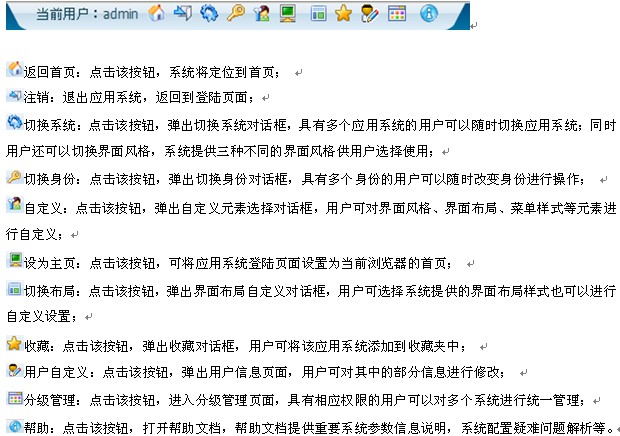 当前用户：admin
返回首页：点击该按钮，系统将定位到首页；
注销：退出应用系统，返回到登陆页面；
切换系统：点击该按钮，弹出切换系统对话框，具有多个应用系统的用户可以随时切换应用系统；同时
用户还可以切换界面风格，系统提供三种不同的界面风格供用户选择使用；
切换身份：点击该按钮，弹出切换身份对话框，具有多个身份的用户可以随时改变身份进行操作；
自定义：点击该按钮，弹出自定义元素选择对话框，用户可对界面风格、界面布局、菜单样式等元素进
行自定义；
设为主页：点击该按钮，可将应用系统登陆页面设置为当前浏览器的首页；
切换布局：点击该按钮，弹出界面布局自定义对话框，用户可选择系统提供的界面布局样式也可以进行
自定义设置；
收藏：点击该按钮，弹出收藏对话框，用户可将该应用系统添加到收藏夹中；
用户自定义：点击该按钮，弹出用户信息页面，用户可对其中的部分信息进行修改；
分级管理：点击该按钮，进入分级管理页面，具有相应权限的用户可以对多个系统进行统一管理；
帮助：点击该按钮，打开帮助文档，帮助文档提供重要系统参数信息说明，系统配置疑难问题解析等。